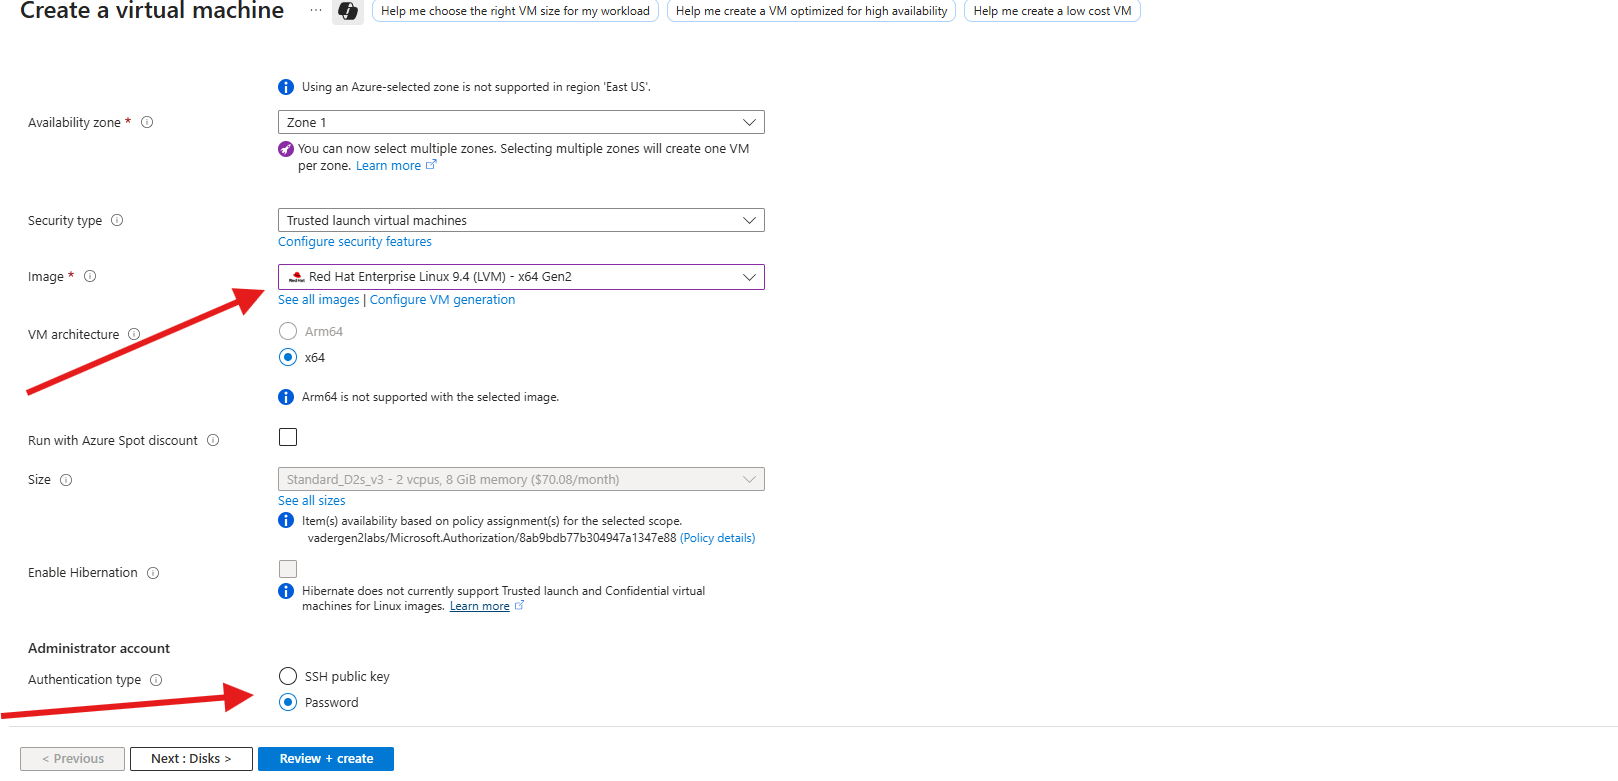 Create a virtual machine ...
Help me choose the right VM size for my workload
Help me create a VM optimized for high availability
Help me create a low cost VM
Using an Azure-selected zone is not supported in region 'East US'.
Availability zone *
Zone 1
You can now select multiple zones. Selecting multiple zones will create one VM
per zone. Learn more
Security type
Trusted launch virtual machines
Configure security features
Image *
Red Hat
Red Hat Enterprise Linux 9.4 (LVM) - x64 Gen2
See all images | Configure VM generation
VM architecture
Arm64
x64
Arm64 is not supported with the selected image.
Run with Azure Spot discount
Size
Standard_D2s_v3 - 2 vcpus, 8 GiB memory ($70.08/month)
See all sizes
Item(s) availability based on policy assignment(s) for the selected scope.
vadergen2labs/Microsoft.Authorization/8ab9bdb77b304947a1347e88 (Policy details)
Enable Hibernation
Hibernate does not currently support Trusted launch and Confidential virtual
machines for Linux images. Learn more
Administrator account
Authentication type
SSH public key
Password
< Previous
Next : Disks >
Review + create